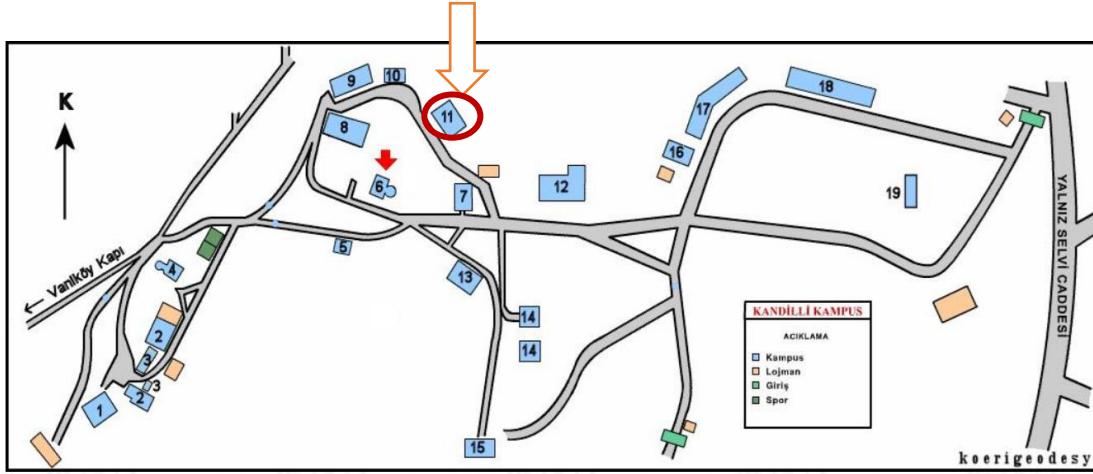 K
9
10
11
8
6
7
12
5
4
13
14
14
2
3
3
2
1
15
16
17
18
19
← Vaniköy Kapı
YALNIZ SELVİ CADDESİ
KANDİLLİ KAMPUS
ACIKLAMA
Kampus
Lojman
Giriş
Spor
koerigeodesy